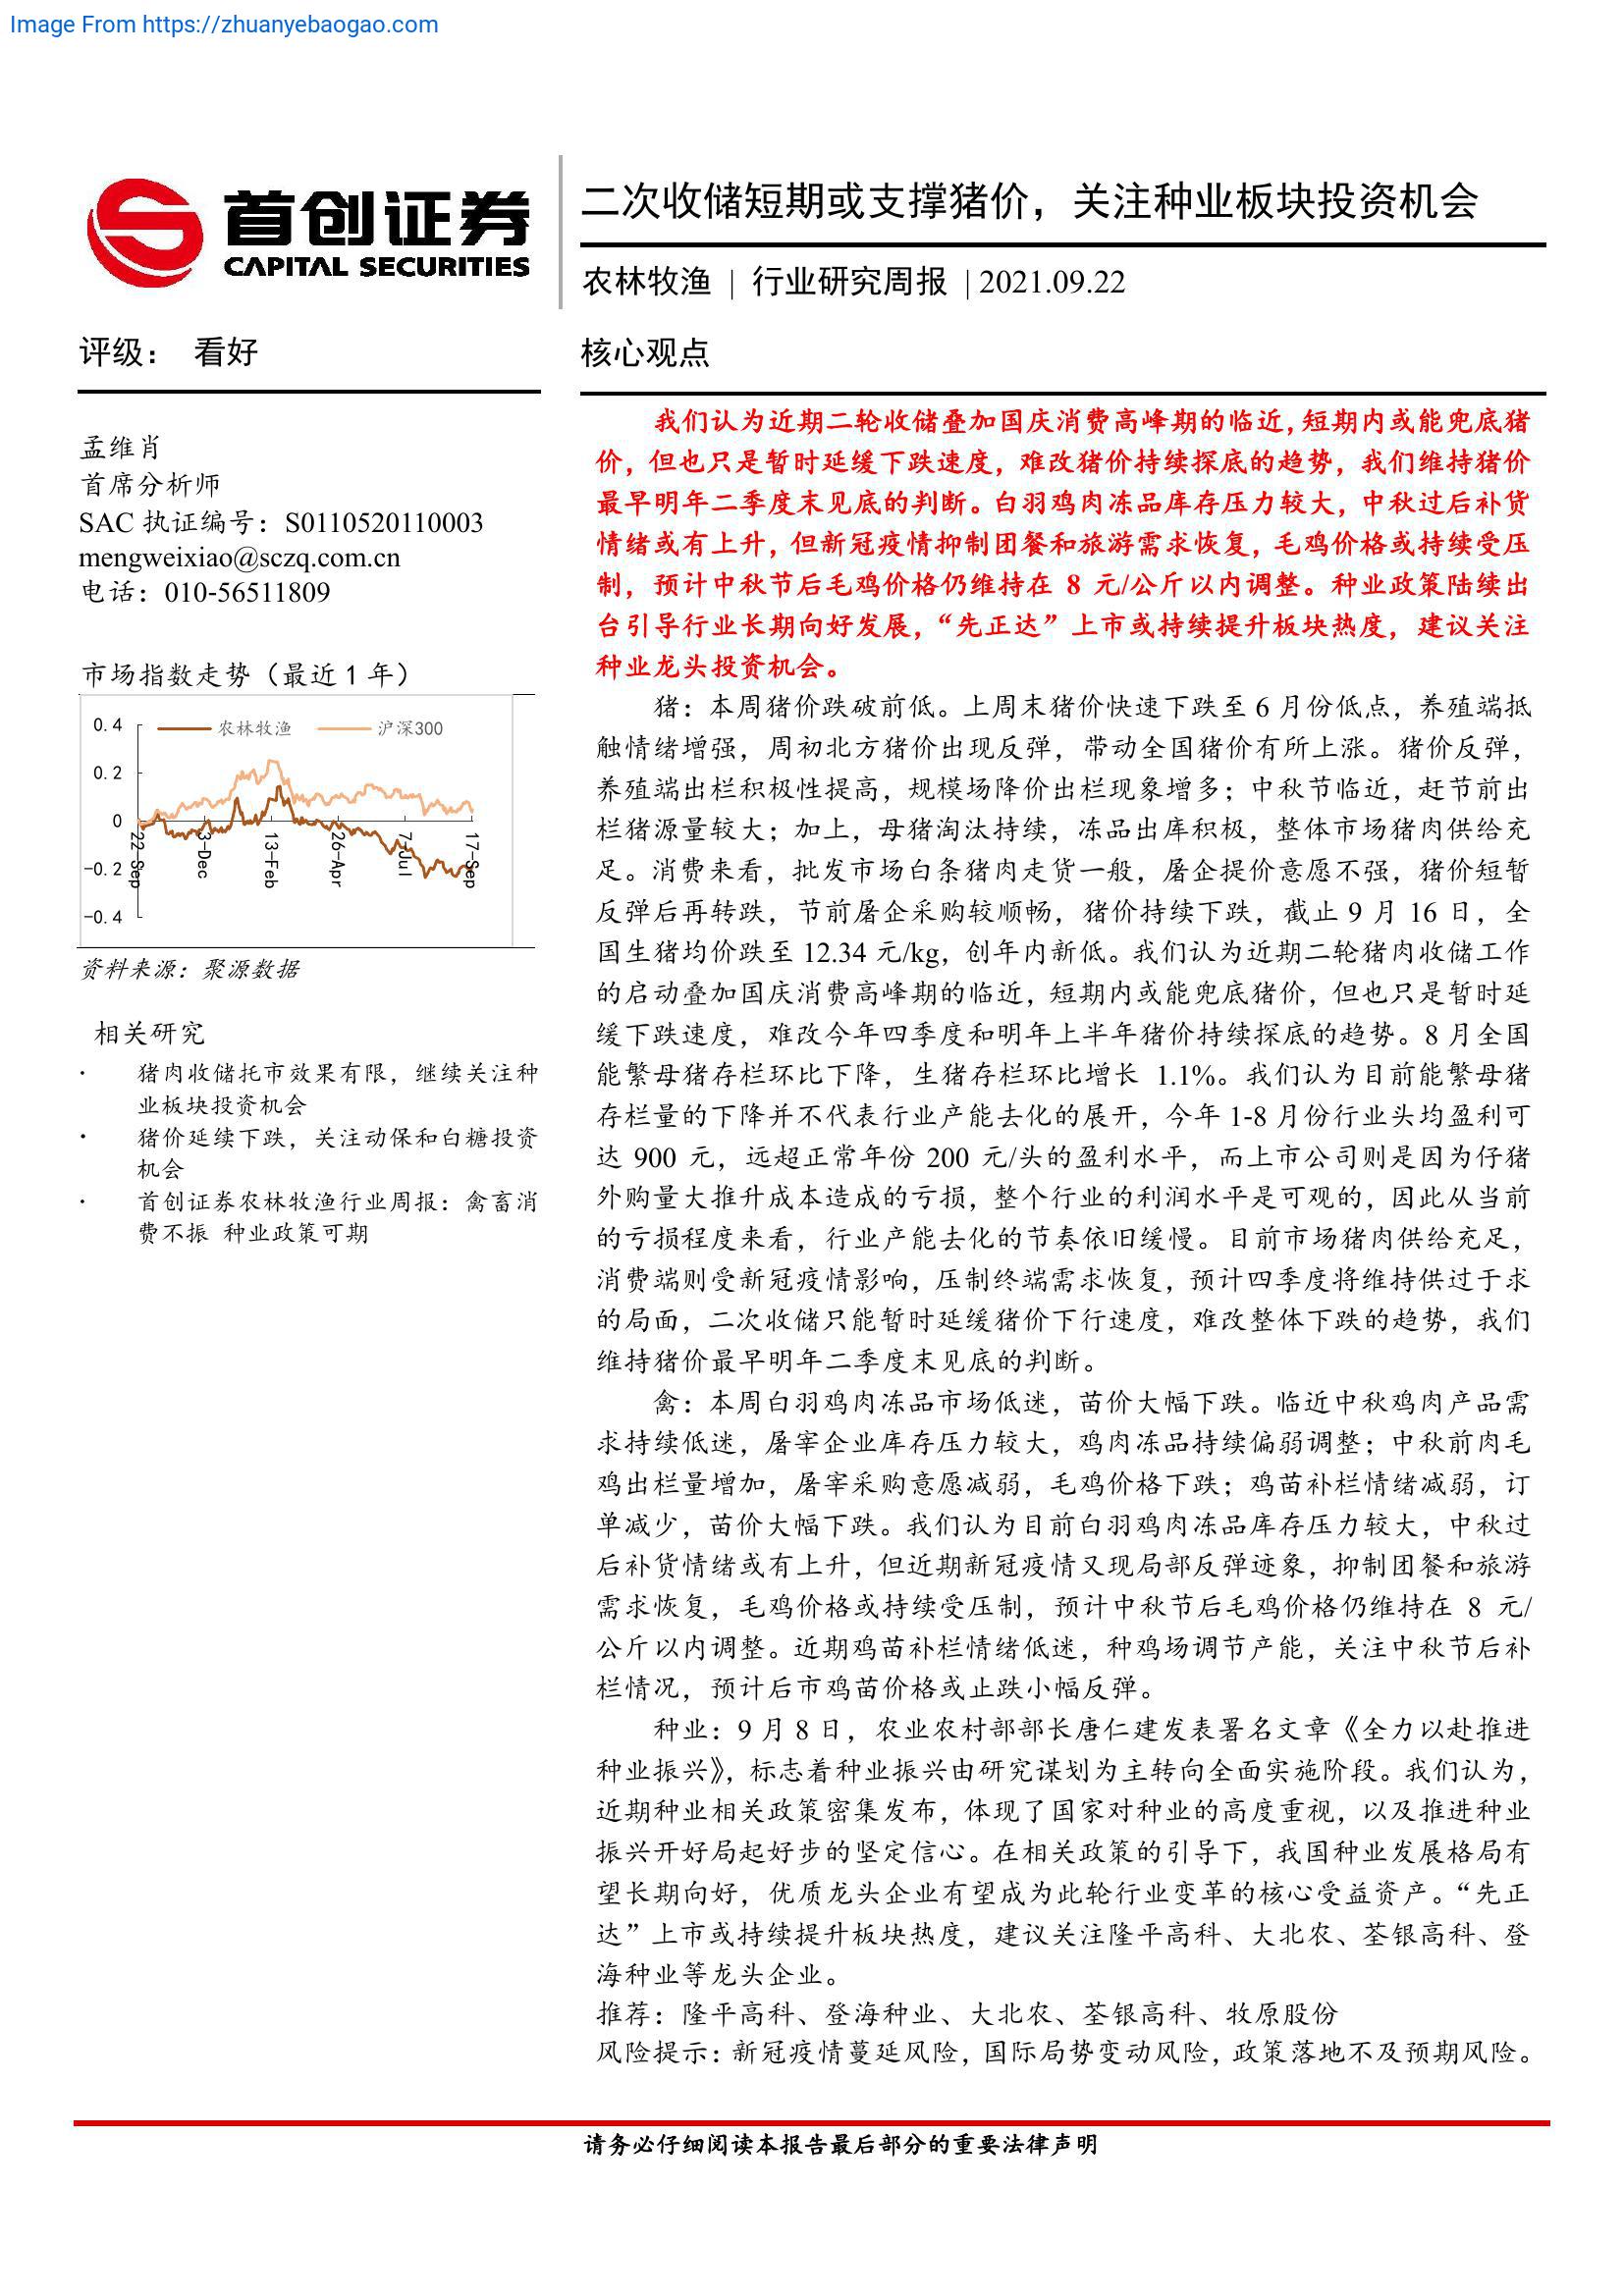 Image From https://zhuanyebaogao.com
首创证券
CAPITAL SECURITIES
二次收储短期或支撑猪价，关注种业板块投资机会
农林牧渔 | 行业研究周报 | 2021.09.22
评级： 看好
孟维肖
首席分析师
SAC 执证编号：S0110520110003
mengweixiao@sczq.com.cn
电话：010-56511809
市场指数走势（最近 1 年）
农林牧渔 沪深300
0.4
0.2
0
-0.2
-0.4
22-Sep 3-Dec 13-Feb 26-Apr 7-Jul 17-Sep
资料来源：聚源数据
相关研究
· 猪肉收储托市效果有限，继续关注种
业板块投资机会
· 猪价延续下跌，关注动保和白糖投资
机会
· 首创证券农林牧渔行业周报：禽畜消
费不振 种业政策可期
核心观点
我们认为近期二轮收储叠加国庆消费高峰期的临近，短期内或能兜底猪
价，但也只是暂时延缓下跌速度，难改猪价持续探底的趋势，我们维持猪价
最早明年二季度末见底的判断。白羽鸡肉冻品库存压力较大，中秋过后补货
情绪或有上升，但新冠疫情抑制团餐和旅游需求恢复，毛鸡价格或持续受压
制，预计中秋节后毛鸡价格仍维持在 8 元/公斤以内调整。种业政策陆续出
台引导行业长期向好发展，“先正达”上市或持续提升板块热度，建议关注
种业龙头投资机会。
猪：本周猪价跌破前低。上周末猪价快速下跌至 6 月份低点，养殖端抵
触情绪增强，周初北方猪价出现反弹，带动全国猪价有所上涨。猪价反弹，
养殖端出栏积极性提高，规模场降价出栏现象增多；中秋节临近，赶节前出
栏猪源量较大；加上，母猪淘汰持续，冻品出库积极，整体市场猪肉供给充
足。消费来看，批发市场白条猪肉走货一般，屠企提价意愿不强，猪价短暂
反弹后再转跌，节前屠企采购较顺畅，猪价持续下跌，截止 9 月 16 日，全
国生猪均价跌至 12.34 元/kg，创年内新低。我们认为近期二轮猪肉收储工作
的启动叠加国庆消费高峰期的临近，短期内或能兜底猪价，但也只是暂时延
缓下跌速度，难改今年四季度和明年上半年猪价持续探底的趋势。8 月全国
能繁母猪存栏环比下降，生猪存栏环比增长 1.1%。我们认为目前能繁母猪
存栏量的下降并不代表行业产能去化的展开，今年 1-8 月份行业头均盈利可
达 900 元，远超正常年份 200 元/头的盈利水平，而上市公司则是因为仔猪
外购量大推升成本造成的亏损，整个行业的利润水平是可观的，因此从当前
的亏损程度来看，行业产能去化的节奏依旧缓慢。目前市场猪肉供给充足，
消费端则受新冠疫情影响，压制终端需求恢复，预计四季度将维持供过于求
的局面，二次收储只能暂时延缓猪价下行速度，难改整体下跌的趋势，我们
维持猪价最早明年二季度末见底的判断。
禽：本周白羽鸡肉冻品市场低迷，苗价大幅下跌。临近中秋鸡肉产品需
求持续低迷，屠宰企业库存压力较大，鸡肉冻品持续偏弱调整；中秋前肉毛
鸡出栏量增加，屠宰采购意愿减弱，毛鸡价格下跌；鸡苗补栏情绪减弱，订
单减少，苗价大幅下跌。我们认为目前白羽鸡肉冻品库存压力较大，中秋过
后补货情绪或有上升，但近期新冠疫情又现局部反弹迹象，抑制团餐和旅游
需求恢复，毛鸡价格或持续受压制，预计中秋节后毛鸡价格仍维持在 8 元/
公斤以内调整。近期鸡苗补栏情绪低迷，种鸡场调节产能，关注中秋节后补
栏情况，预计后市鸡苗价格或止跌小幅反弹。
种业：9 月 8 日，农业农村部部长唐仁建发表署名文章《全力以赴推进
种业振兴》，标志着种业振兴由研究谋划为主转向全面实施阶段。我们认为，
近期种业相关政策密集发布，体现了国家对种业的高度重视，以及推进种业
振兴开好局起好步的坚定信心。在相关政策的引导下，我国种业发展格局有
望长期向好，优质龙头企业有望成为此轮行业变革的核心受益资产。“先正
达”上市或持续提升板块热度，建议关注隆平高科、大北农、荃银高科、登
海种业等龙头企业。
推荐：隆平高科、登海种业、大北农、荃银高科、牧原股份
风险提示：新冠疫情蔓延风险，国际局势变动风险，政策落地不及预期风险。
请务必仔细阅读本报告最后部分的重要法律声明